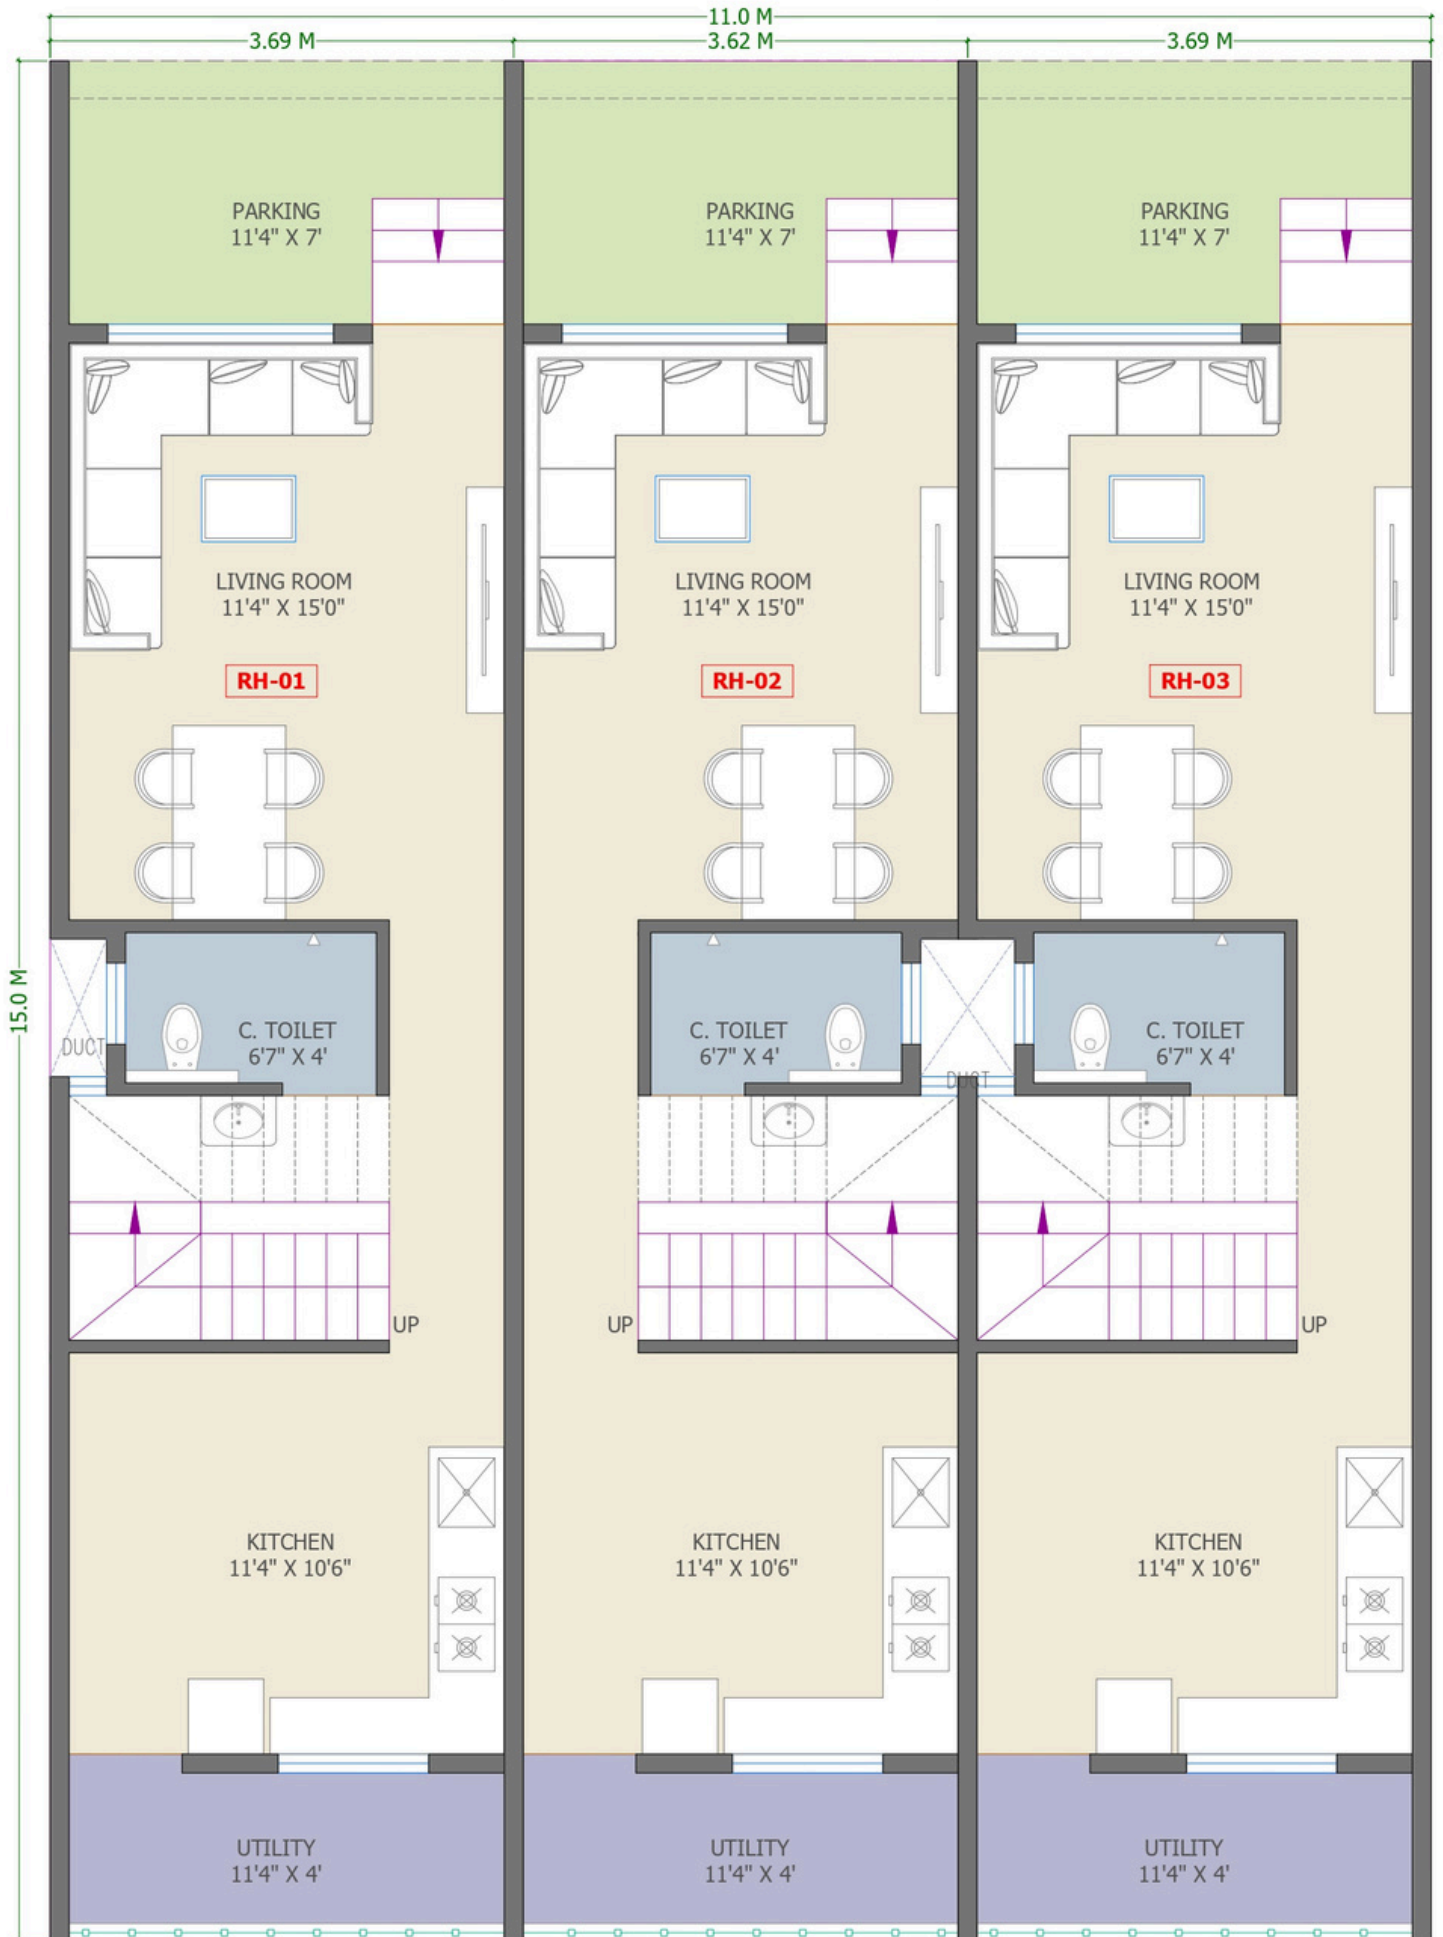 11.0 M
3.69 M
3.62 M
3.69 M
PARKING
11'4" X 7'
PARKING
11'4" X 7'
PARKING
11'4" X 7'
LIVING ROOM
11'4" X 15'0"
LIVING ROOM
11'4" X 15'0"
LIVING ROOM
11'4" X 15'0"
RH-01
RH-02
RH-03
15.0 M
DUCT
C. TOILET
6'7" X 4'
C. TOILET
6'7" X 4'
DUCT
C. TOILET
6'7" X 4'
UP
UP
UP
KITCHEN
11'4" X 10'6"
KITCHEN
11'4" X 10'6"
KITCHEN
11'4" X 10'6"
UTILITY
11'4" X 4'
UTILITY
11'4" X 4'
UTILITY
11'4" X 4'